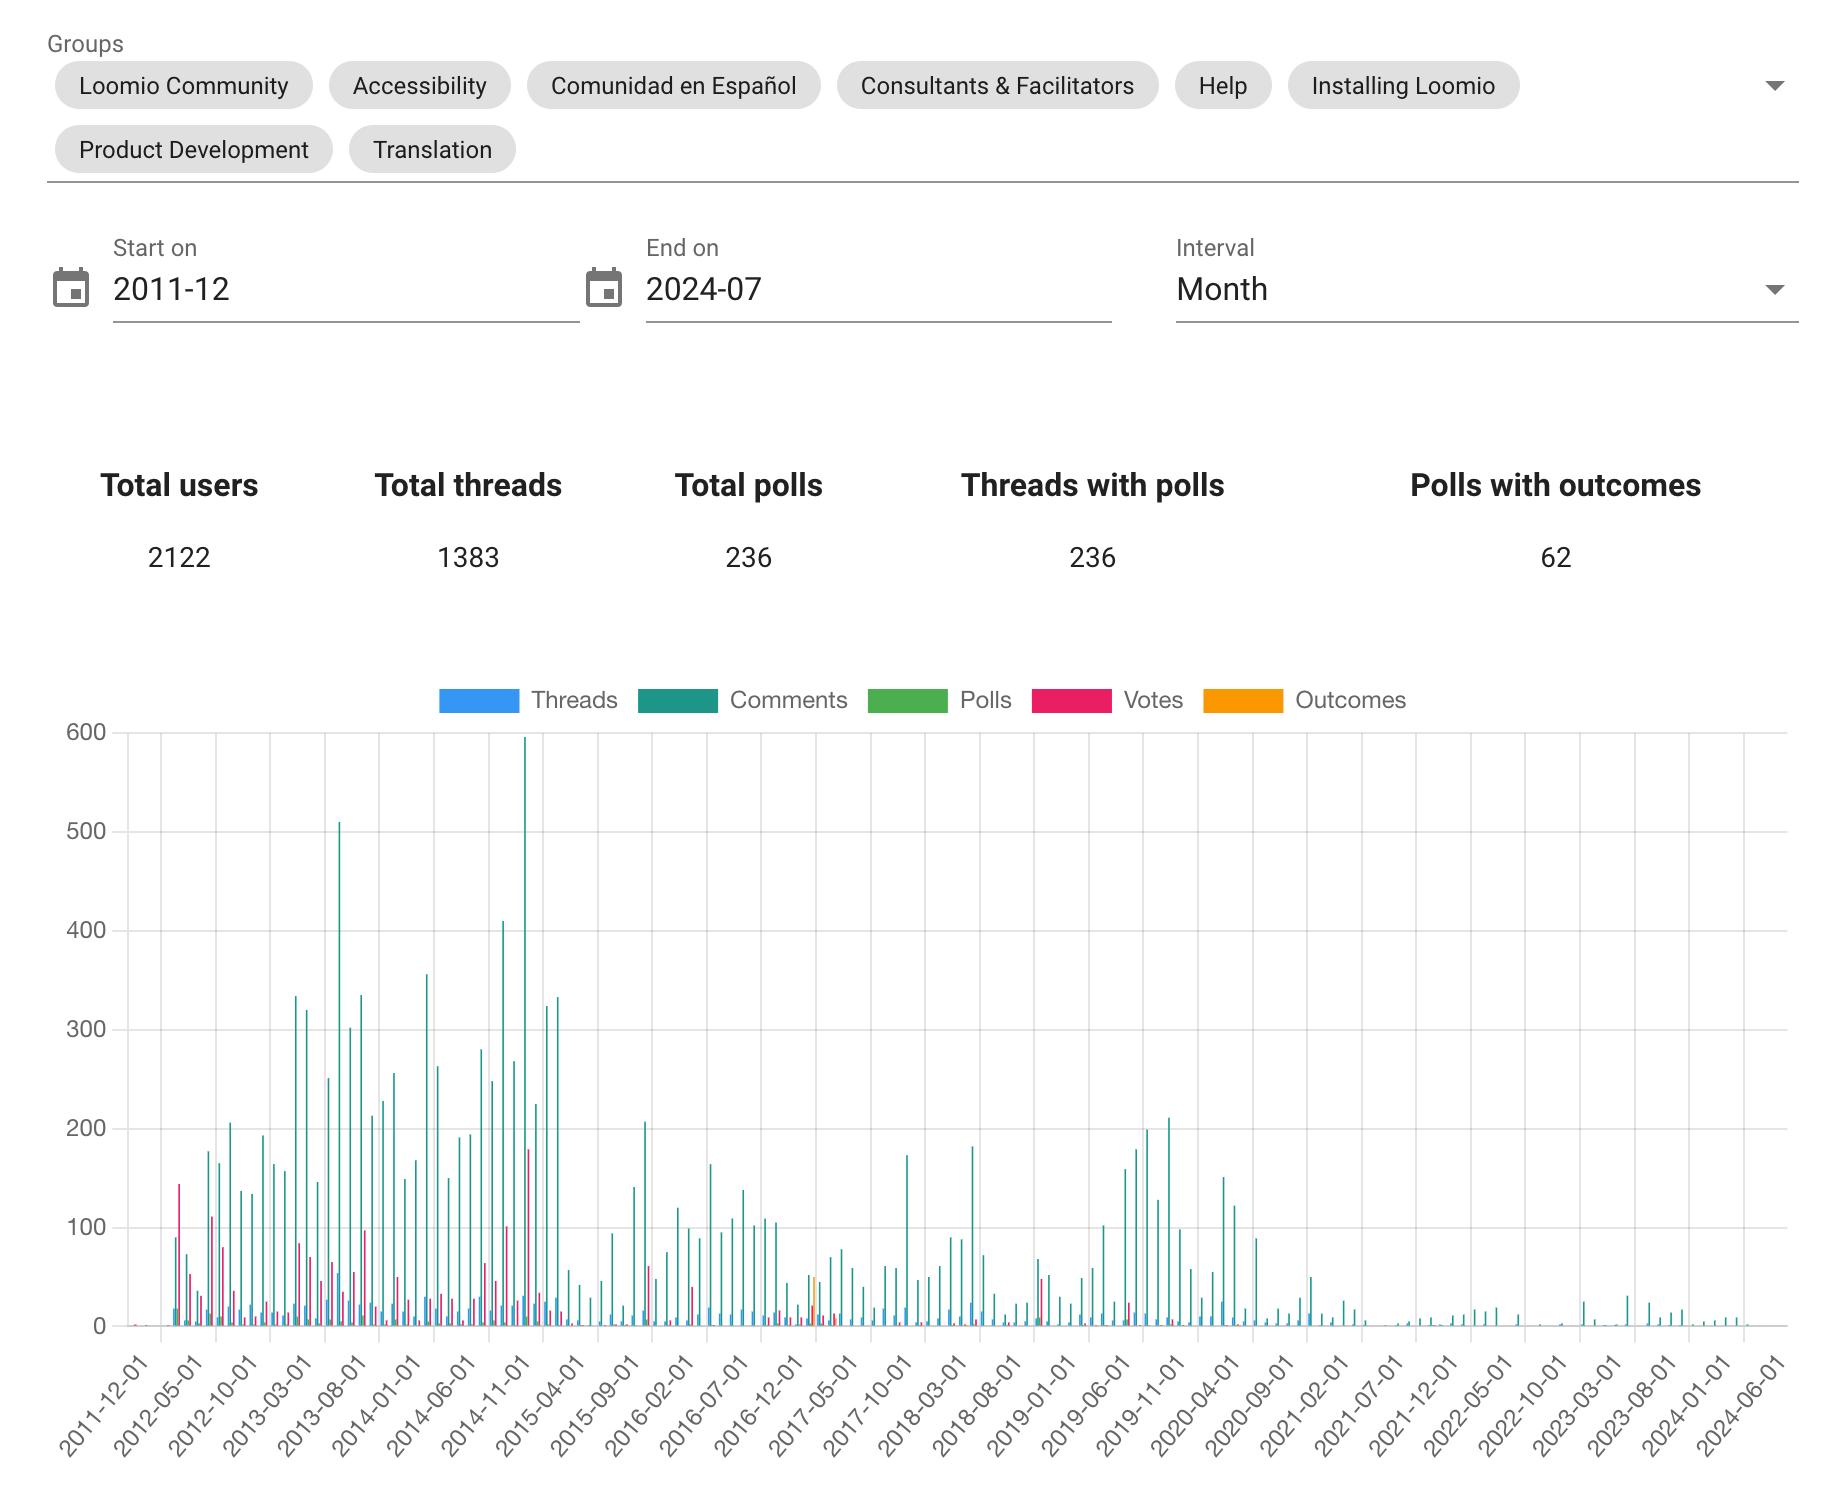 Groups
Loomio Community Accessibility Comunidad en Español Consultants & Facilitators Help Installing Loomio
Product Development Translation
Start on End on Interval
2011-12 2024-07 Month
Total users Total threads Total polls Threads with polls Polls with outcomes
2122 1383 236 236 62
Threads Comments Polls Votes Outcomes
600
500
400
300
200
100
0
2011-12-01 2012-05-01 2012-10-01 2013-03-01 2013-08-01 2014-01-01 2014-06-01 2014-11-01 2015-04-01 2015-09-01 2016-02-01 2016-07-01 2016-12-01 2017-05-01 2017-10-01 2018-03-01 2018-08-01 2019-01-01 2019-06-01 2019-11-01 2020-04-01 2020-09-01 2021-02-01 2021-07-01 2021-12-01 2022-05-01 2022-10-01 2023-03-01 2023-08-01 2024-01-01 2024-06-01